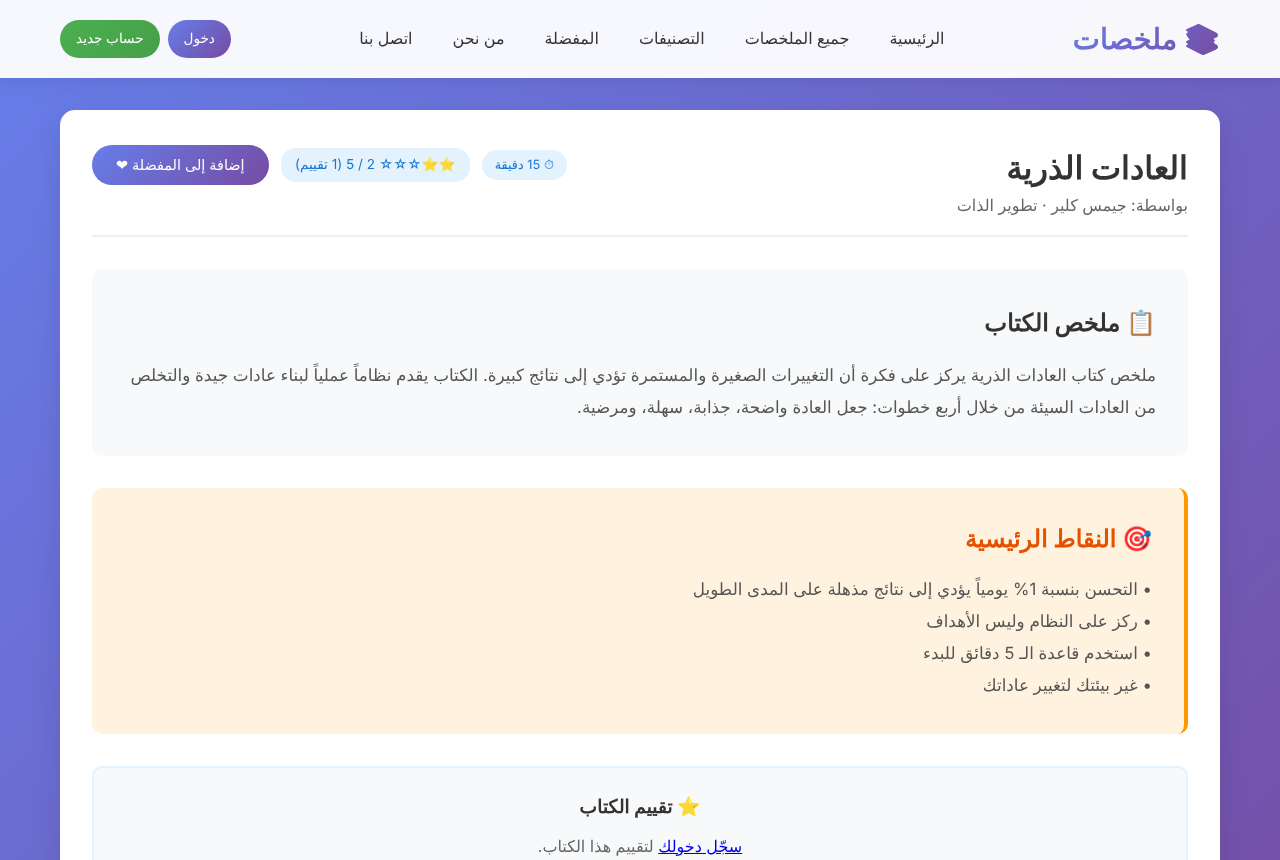 ملخصات
الرئيسية
جميع الملخصات
التصنيفات
المفضلة
من نحن
اتصل بنا
دخول
حساب جديد
العادات الذرية
بواسطة: جيمس كلير · تطوير الذات
⏱ 15 دقيقة
⭐⭐☆☆☆ 2 / 5 (1 تقييم)
إضافة إلى المفضلة ❤
📋 ملخص الكتاب
ملخص كتاب العادات الذرية يركز على فكرة أن التغييرات الصغيرة والمستمرة تؤدي إلى نتائج كبيرة. الكتاب يقدم نظاماً عملياً لبناء عادات جيدة والتخلص
من العادات السيئة من خلال أربع خطوات: جعل العادة واضحة، جذابة، سهلة، ومرضية.
🎯 النقاط الرئيسية
• التحسن بنسبة 1% يومياً يؤدي إلى نتائج مذهلة على المدى الطويل
• ركز على النظام وليس الأهداف
• استخدم قاعدة الـ 5 دقائق للبدء
• غير بيئتك لتغيير عاداتك
⭐ تقييم الكتاب
سجّل دخولك لتقييم هذا الكتاب.